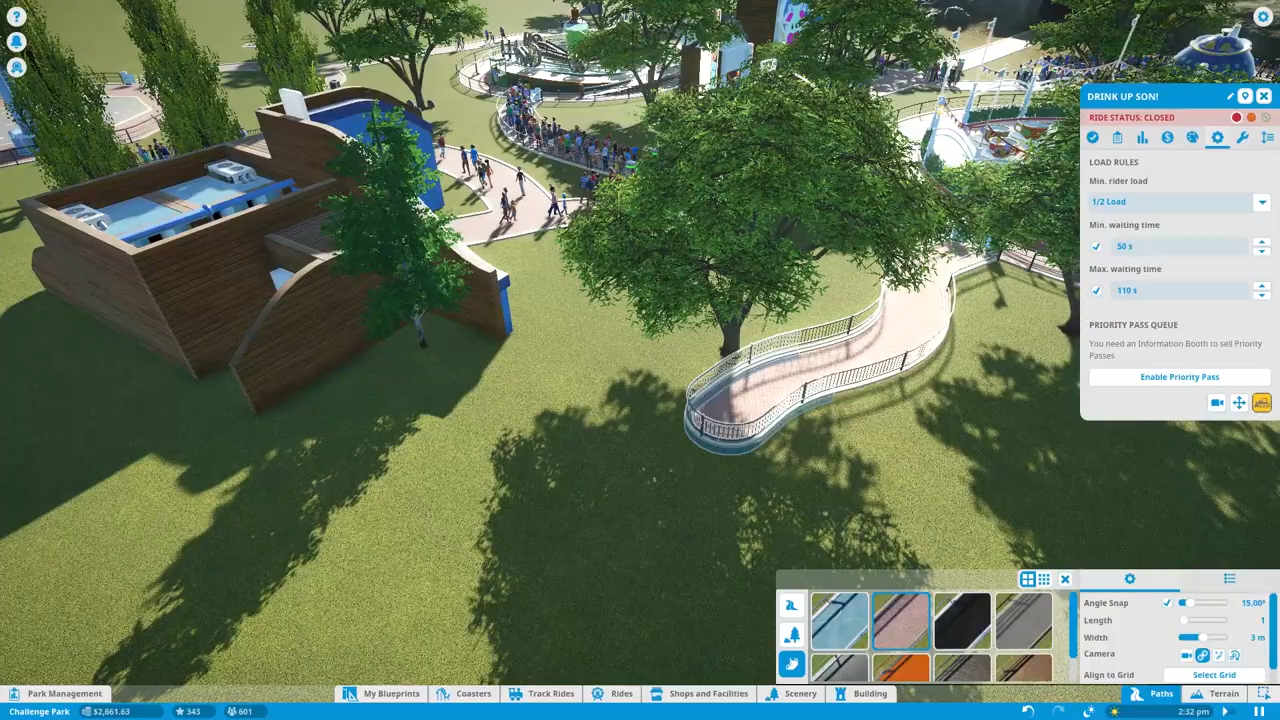 DRINK UP SON!
RIDE STATUS: CLOSED
LOAD RULES
Min. rider load
1/2 Load
Min. waiting time
50 s
Max. waiting time
110 s
PRIORITY PASS QUEUE
You need an Information Booth to sell Priority
Passes
Enable Priority Pass
Angle Snap 15.00°
Length 1
Width 3 m
Camera
Align to Grid Select Grid
Park Management My Blueprints Coasters Track Rides Rides Shops and Facilities Scenery Building Paths Terrain
Challenge Park $2,661.63 343 601 2:32 pm